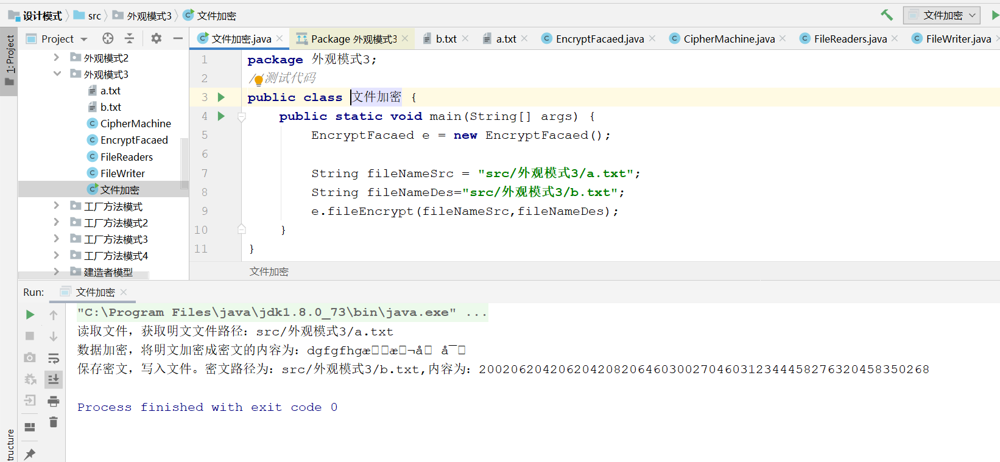 设计模式 src 外观模式3 文件加密
文件加密
1: Project
Project
文件加密.java
Package 外观模式3
b.txt
a.txt
EncryptFacaed.java
CipherMachine.java
FileReaders.java
FileWriter.java
外观模式2
外观模式3
a.txt
b.txt
CipherMachine
EncryptFacaed
FileReaders
FileWriter
文件加密
工厂方法模式
工厂方法模式2
工厂方法模式3
工厂方法模式4
建造者模型
1 package 外观模式3;
2 //测试代码
3 public class 文件加密 {
4 public static void main(String[] args) {
5 EncryptFacaed e = new EncryptFacaed();
6
7 String fileNameSrc = "src/外观模式3/a.txt";
8 String fileNameDes="src/外观模式3/b.txt";
9 e.fileEncrypt(fileNameSrc,fileNameDes);
10 }
11 }
文件加密
Run: 文件加密
"C:\Program Files\java\jdk1.8.0_73\bin\java.exe" ...
读取文件，获取明文文件路径：src/外观模式3/a.txt
数据加密，将明文加密成密文的内容为：dgfgfhgæ□□æ□¬å□ å¯□
保存密文，写入文件。密文路径为：src/外观模式3/b.txt,内容为：200206204206204208206460300270460312344458276320458350268
Process finished with exit code 0
tructure